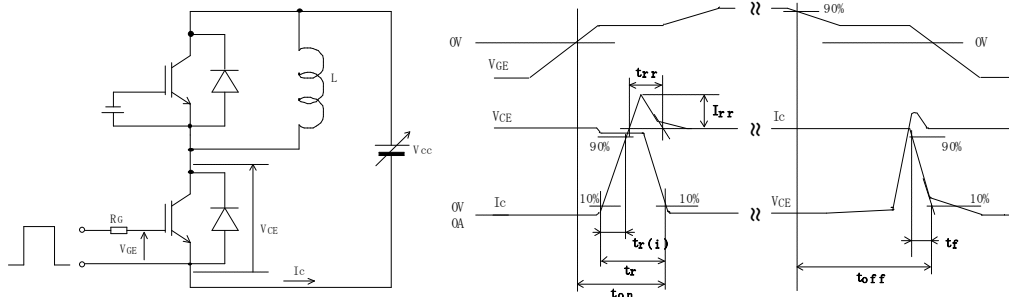 L
Vcc
RG
VGE
VCE
Ic
0V
VGE
trr
Irr
VCE
90%
Ic
10%
10%
0V
0A
tr(i)
tr
ton
90%
0V
Ic
90%
VCE
10%
tf
toff